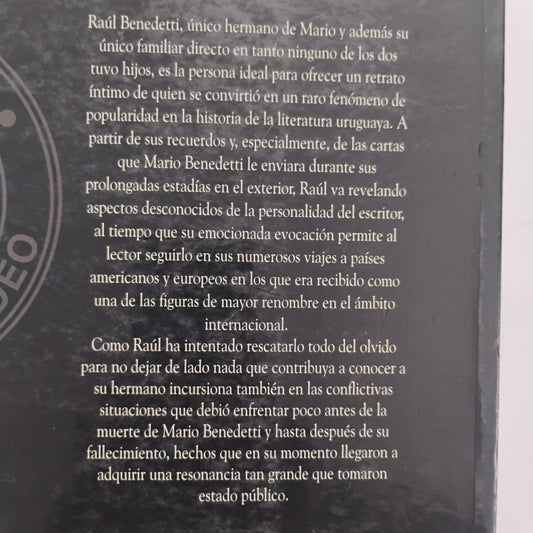 Raúl Benedetti, único hermano de Mario y además su
único familiar directo en tanto ninguno de los dos
tuvo hijos, es la persona ideal para ofrecer un retrato
íntimo de quien se convirtió en un raro fenómeno de
popularidad en la historia de la literatura uruguaya. A
partir de sus recuerdos y, especialmente, de las cartas
que Mario Benedetti le enviara durante sus
prolongadas estadías en el exterior, Raúl va revelando
aspectos desconocidos de la personalidad del escritor,
al tiempo que su emocionada evocación permite al
lector seguirlo en sus numerosos viajes a países
americanos y europeos en los que era recibido como
una de las figuras de mayor renombre en el ámbito
internacional.
Como Raúl ha intentado rescatarlo todo del olvido
para no dejar de lado nada que contribuya a conocer a
su hermano incursiona también en las conflictivas
situaciones que debió enfrentar poco antes de la
muerte de Mario Benedetti y hasta después de su
fallecimiento, hechos que en su momento llegaron a
adquirir una resonancia tan grande que tomaron
estado público.
DEO